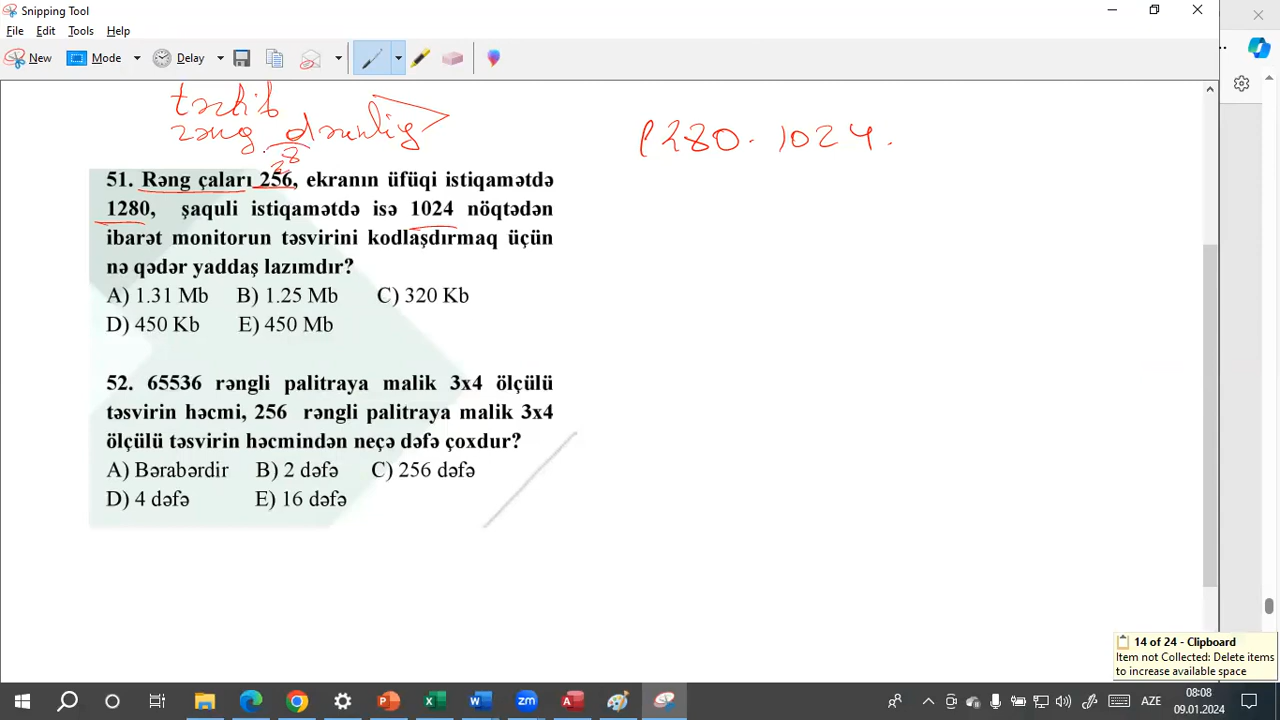 Snipping Tool
File Edit Tools Help
New Mode Delay
rəng dərinliy
1280. 1024.
8
2
51. Rəng çaları 256, ekranın üfüqi istiqamətdə
1280, şaquli istiqamətdə isə 1024 nöqtədən
ibarət monitorun təsvirini kodlaşdırmaq üçün
nə qədər yaddaş lazımdır?
A) 1.31 Mb B) 1.25 Mb C) 320 Kb
D) 450 Kb E) 450 Mb
52. 65536 rəngli palitraya malik 3x4 ölçülü
təsvirin həcmi, 256 rəngli palitraya malik 3x4
ölçülü təsvirin həcmindən neçə dəfə çoxdur?
A) Bərabərdir B) 2 dəfə C) 256 dəfə
D) 4 dəfə E) 16 dəfə
14 of 24 - Clipboard
Item not Collected: Delete items
to increase available space
AZE
08:08
09.01.2024